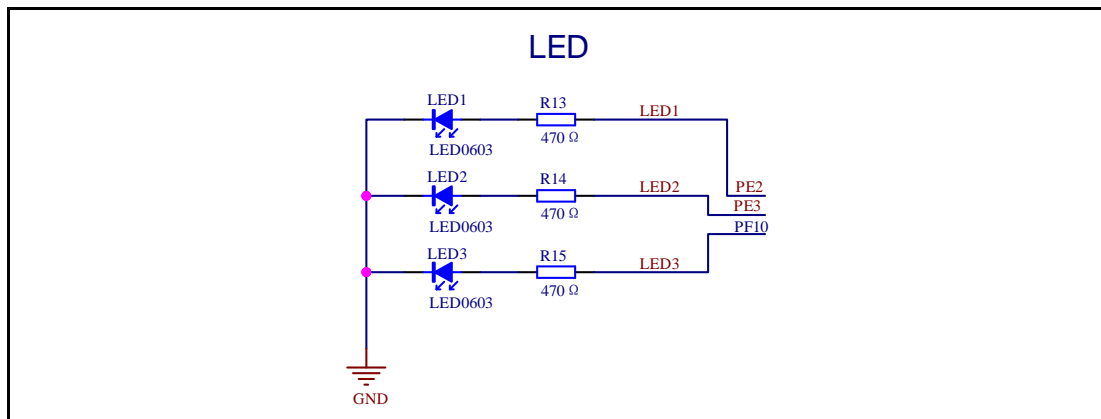 LED
LED1
R13
LED1
470 Ω
LED0603
LED2
R14
LED2
PE2
470 Ω
PE3
LED0603
PF10
LED3
R15
LED3
470 Ω
LED0603
GND